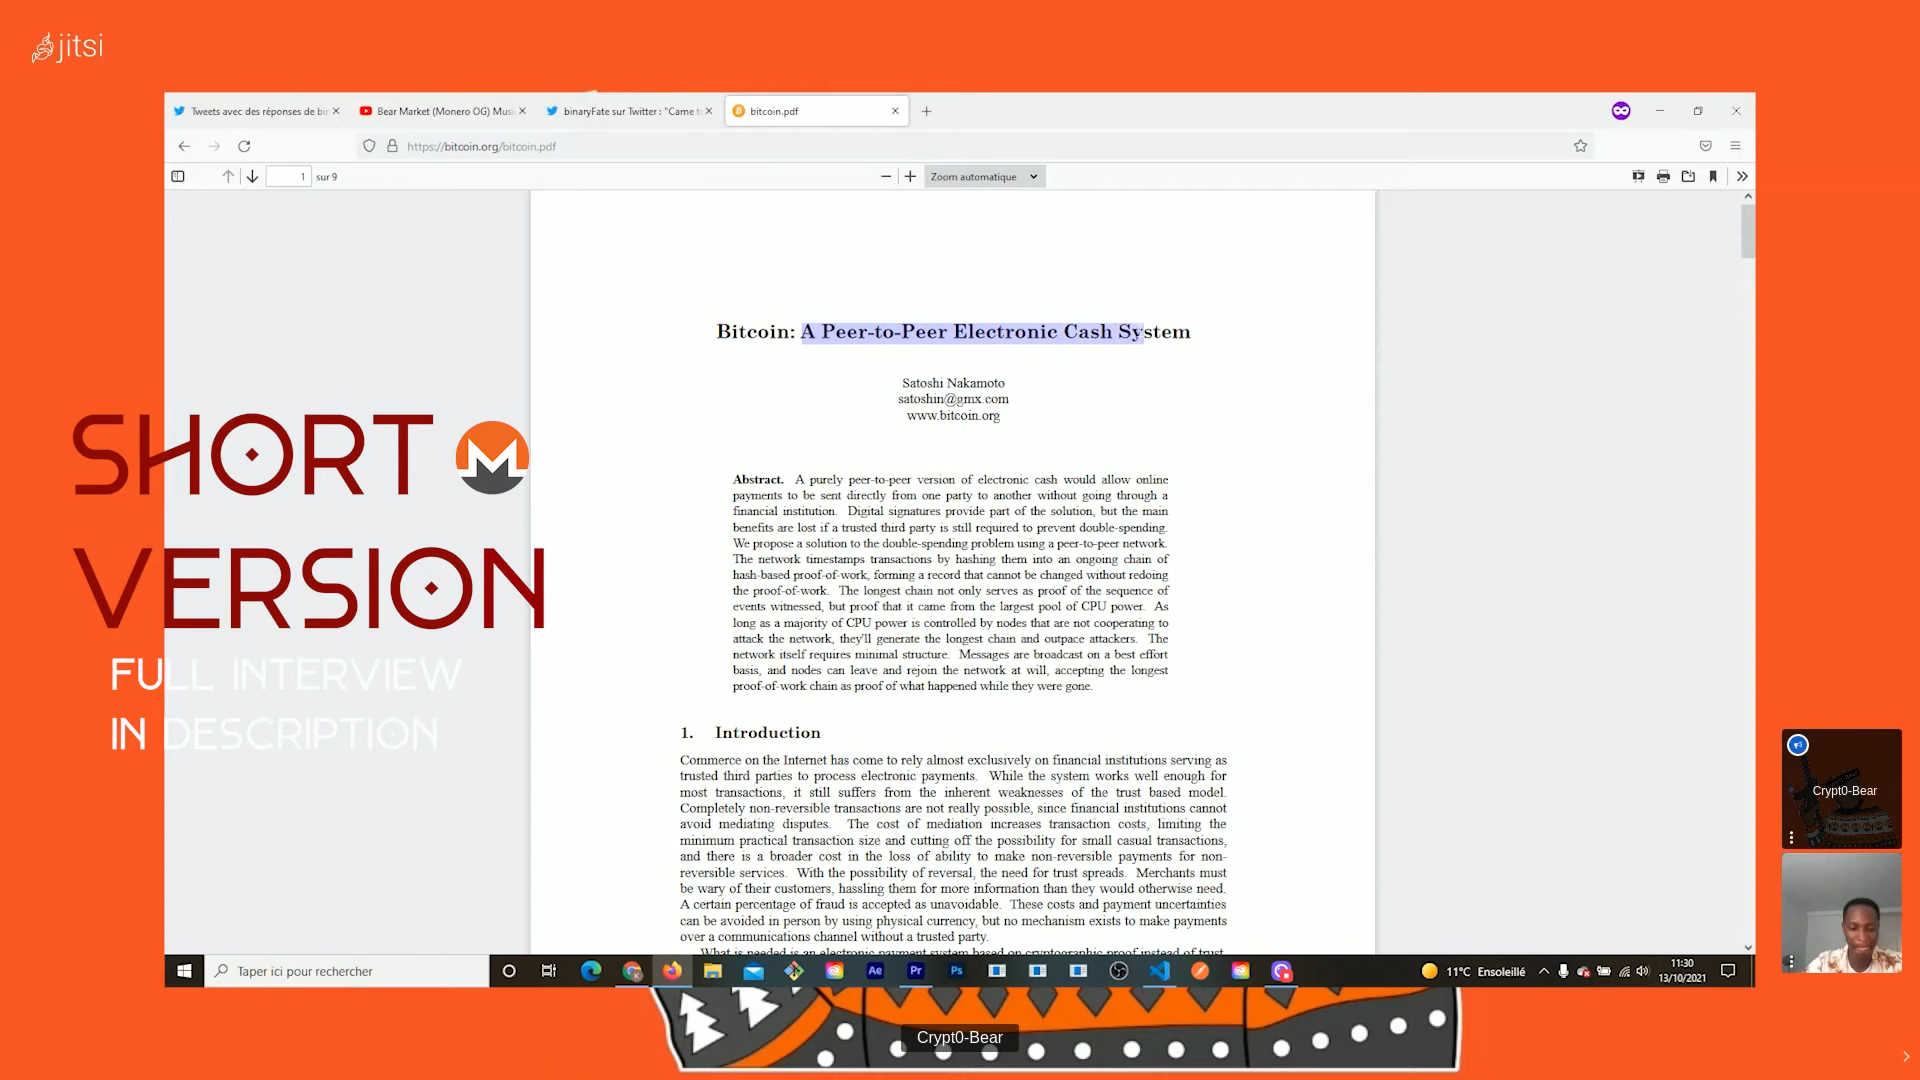 jitsi
Tweets avec des réponses de bin
Bear Market (Monero OG) Musi
binaryFate sur Twitter : "Came to
bitcoin.pdf
https://bitcoin.org/bitcoin.pdf
1 sur 9
Zoom automatique
Bitcoin: A Peer-to-Peer Electronic Cash System
Satoshi Nakamoto
satoshin@gmx.com
www.bitcoin.org
Abstract. A purely peer-to-peer version of electronic cash would allow online
payments to be sent directly from one party to another without going through a
financial institution. Digital signatures provide part of the solution, but the main
benefits are lost if a trusted third party is still required to prevent double-spending.
We propose a solution to the double-spending problem using a peer-to-peer network.
The network timestamps transactions by hashing them into an ongoing chain of
hash-based proof-of-work, forming a record that cannot be changed without redoing
the proof-of-work. The longest chain not only serves as proof of the sequence of
events witnessed, but proof that it came from the largest pool of CPU power. As
long as a majority of CPU power is controlled by nodes that are not cooperating to
attack the network, they'll generate the longest chain and outpace attackers. The
network itself requires minimal structure. Messages are broadcast on a best effort
basis, and nodes can leave and rejoin the network at will, accepting the longest
proof-of-work chain as proof of what happened while they were gone.
1. Introduction
Commerce on the Internet has come to rely almost exclusively on financial institutions serving as
trusted third parties to process electronic payments. While the system works well enough for
most transactions, it still suffers from the inherent weaknesses of the trust based model.
Completely non-reversible transactions are not really possible, since financial institutions cannot
avoid mediating disputes. The cost of mediation increases transaction costs, limiting the
minimum practical transaction size and cutting off the possibility for small casual transactions,
and there is a broader cost in the loss of ability to make non-reversible payments for non-
reversible services. With the possibility of reversal, the need for trust spreads. Merchants must
be wary of their customers, hassling them for more information than they would otherwise need.
A certain percentage of fraud is accepted as unavoidable. These costs and payment uncertainties
can be avoided in person by using physical currency, but no mechanism exists to make payments
over a communications channel without a trusted party.
What is needed is an electronic payment system based on cryptographic proof instead of trust,
SHORT
VERSION
FULL INTERVIEW
IN DESCRIPTION
Crypt0-Bear
Taper ici pour rechercher
Ae
Pr
Ps
11°C Ensoleillé
11:30
13/10/2021
Crypt0-Bear